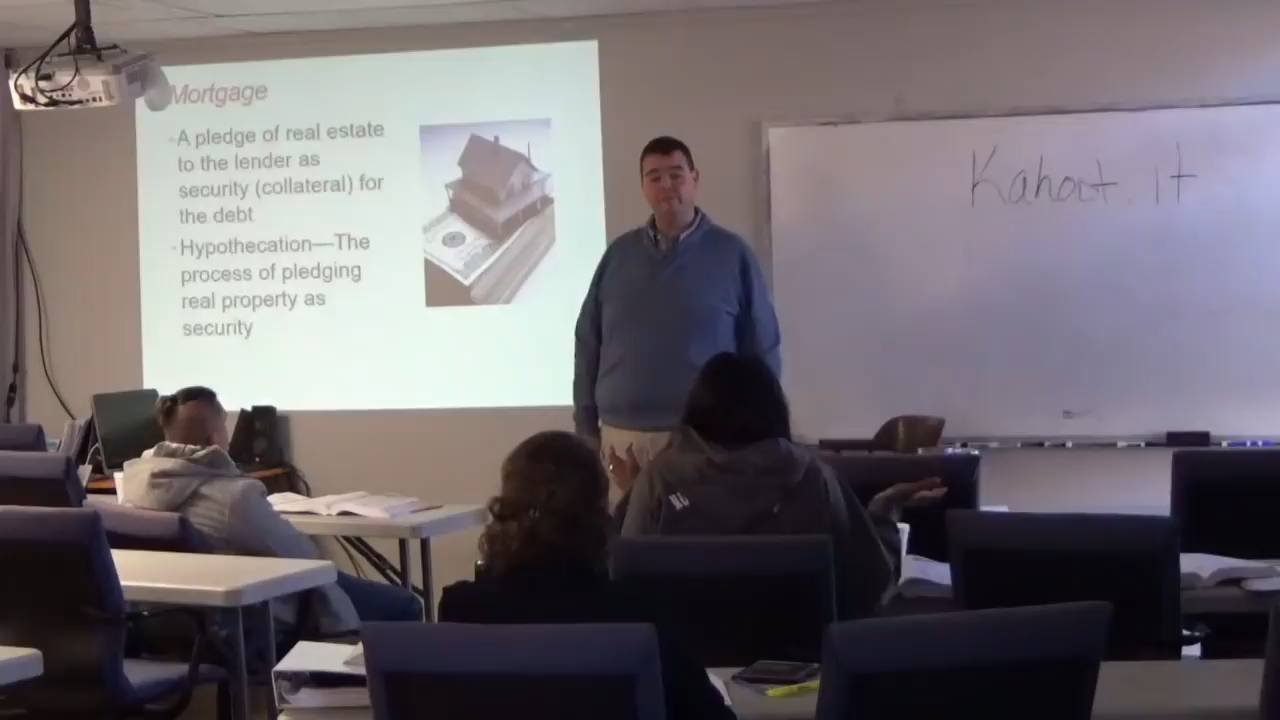 Mortgage
A pledge of real estate
to the lender as
security (collateral) for
the debt
Hypothecation—The
process of pledging
real property as
security
Kahoot.it